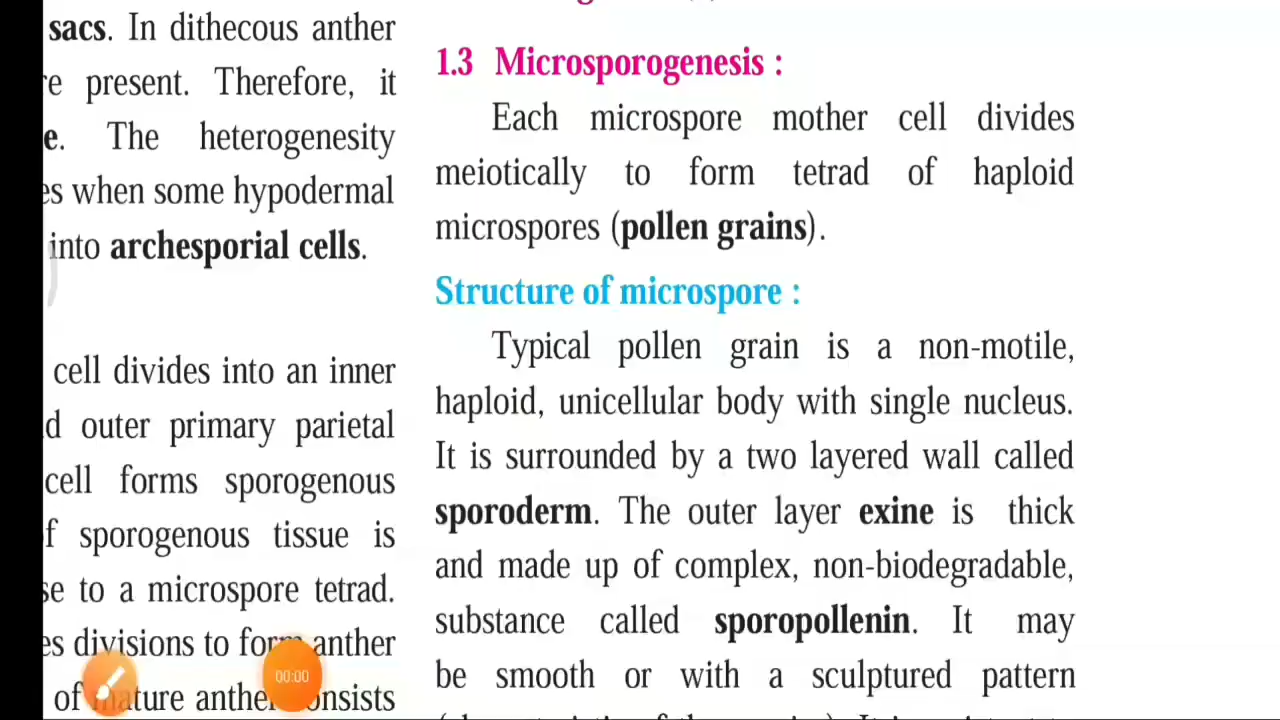 sacs. In dithecous anther
present. Therefore, it
The heterogenesity
when some hypodermal
into archesporial cells.
cell divides into an inner
outer primary parietal
cell forms sporogenous
sporogenous tissue is
to a microspore tetrad.
divisions to form anther
of mature anther consists
1.3 Microsporogenesis :
Each microspore mother cell divides
meiotically to form tetrad of haploid
microspores (pollen grains).
Structure of microspore :
Typical pollen grain is a non-motile,
haploid, unicellular body with single nucleus.
It is surrounded by a two layered wall called
sporoderm. The outer layer exine is thick
and made up of complex, non-biodegradable,
substance called sporopollenin. It may
be smooth or with a sculptured pattern
00:00